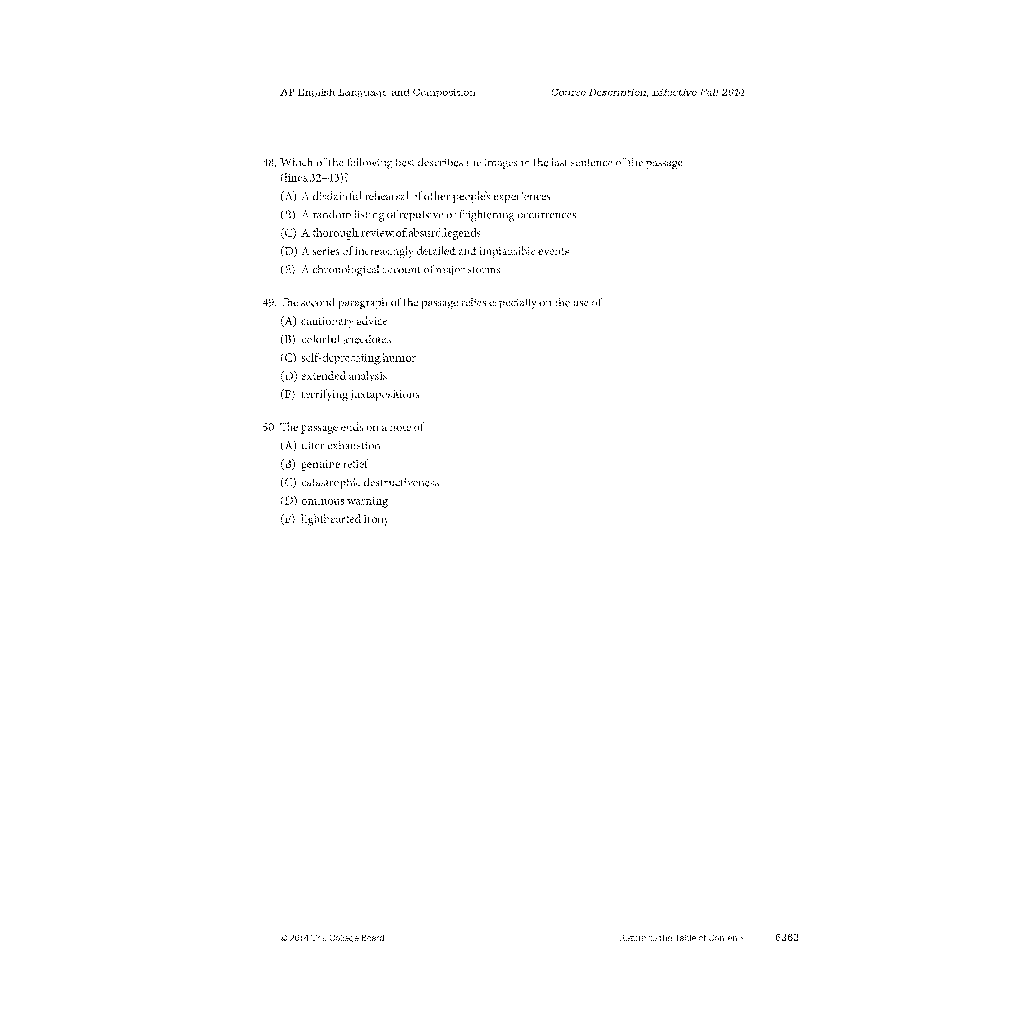 AP English Language and Composition
Course Description, Effective Fall 2014
48. Which of the following best describes the images in the last sentence of the passage
(lines 32–43)?
(A) A disdainful rehearsal of other people's experiences
(B) A random listing of repulsive or frightening occurrences
(C) A thorough review of absurd legends
(D) A series of increasingly detailed and implausible events
(E) A chronological account of major storms
49. The second paragraph of the passage relies especially on the use of
(A) cautionary advice
(B) colorful anecdotes
(C) self-deprecating humor
(D) extended analysis
(E) terrifying juxtapositions
50. The passage ends on a note of
(A) utter exhaustion
(B) genuine relief
(C) catastrophic destructiveness
(D) ominous warning
(E) lighthearted irony
© 2014 The College Board
Return to the Table of Contents
6363